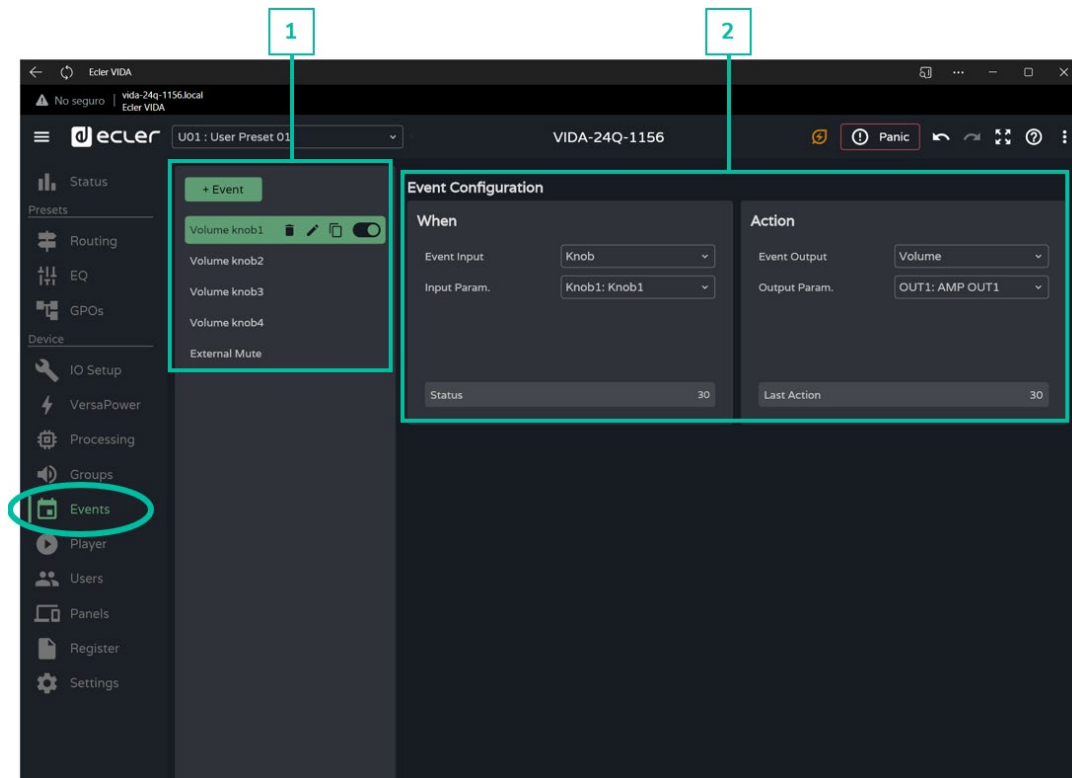 1
2
Ecler VIDA
No seguro
vida-24q-1156.local
Ecler VIDA
ecler
U01 : User Preset 01
VIDA-24Q-1156
Panic
Status
Presets
Routing
EQ
GPOs
Device
IO Setup
VersaPower
Processing
Groups
Events
Player
Users
Panels
Register
Settings
+ Event
Volume knob1
Volume knob2
Volume knob3
Volume knob4
External Mute
Event Configuration
When
Event Input
Knob
Input Param.
Knob1: Knob1
Status
30
Action
Event Output
Volume
Output Param.
OUT1: AMP OUT1
Last Action
30